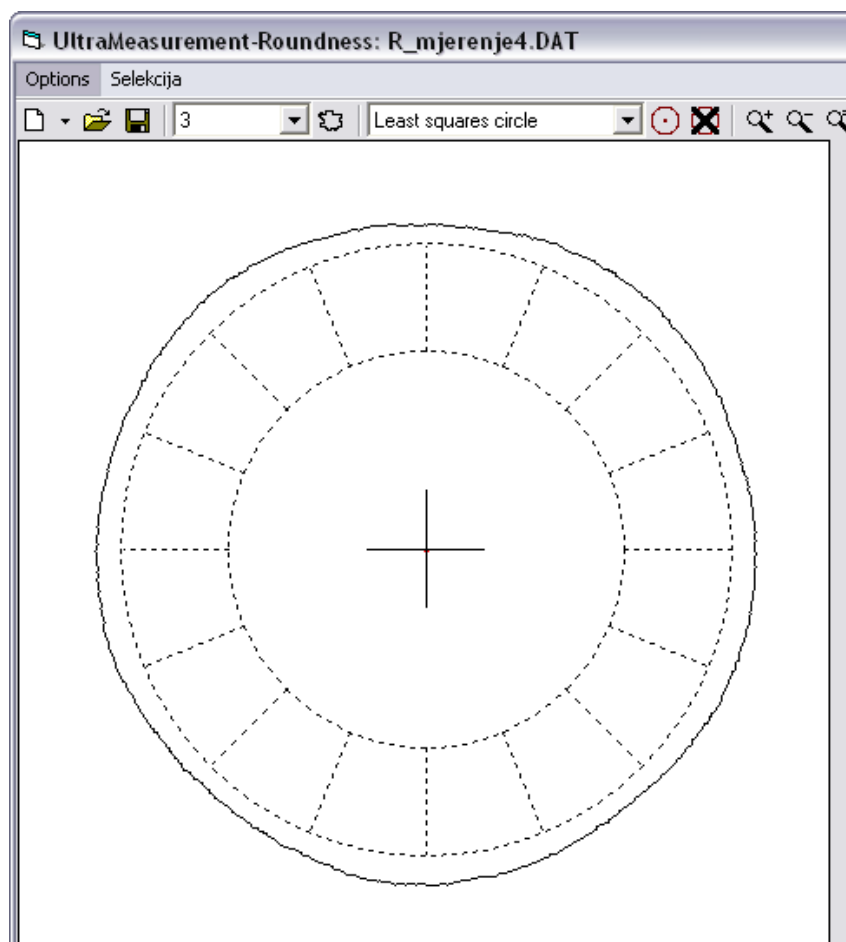 UltraMeasurement-Roundness: R_mjerenje4.DAT
Options Selekcija
3 Least squares circle